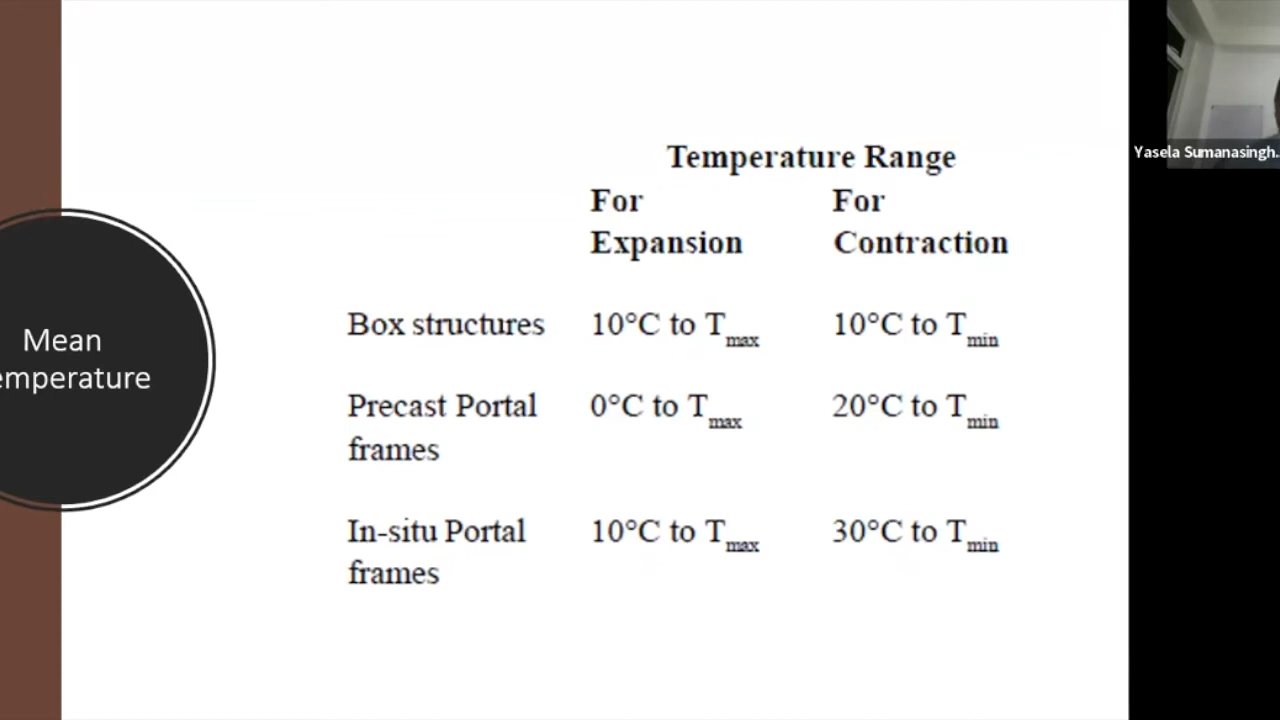 Temperature Range
For For
Expansion Contraction
Box structures 10°C to Tmax 10°C to Tmin
Precast Portal 0°C to Tmax 20°C to Tmin
frames
In-situ Portal 10°C to Tmax 30°C to Tmin
frames
Mean
emperature
Yasela Sumanasingh...